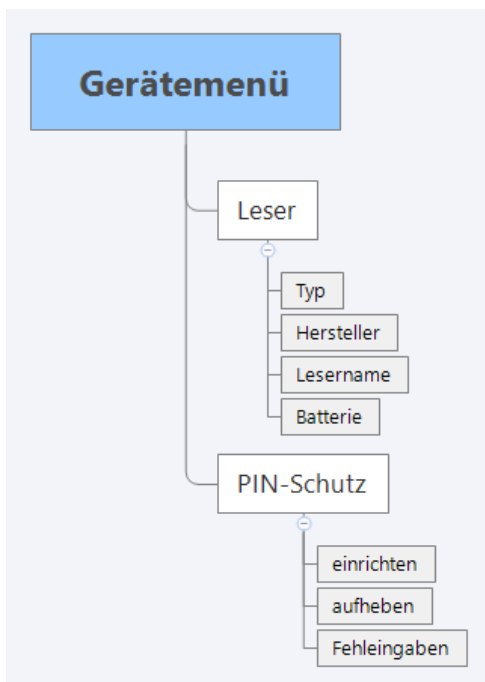 Gerätemenü
Leser
Typ
Hersteller
Lesername
Batterie
PIN-Schutz
einrichten
aufheben
Fehleingaben